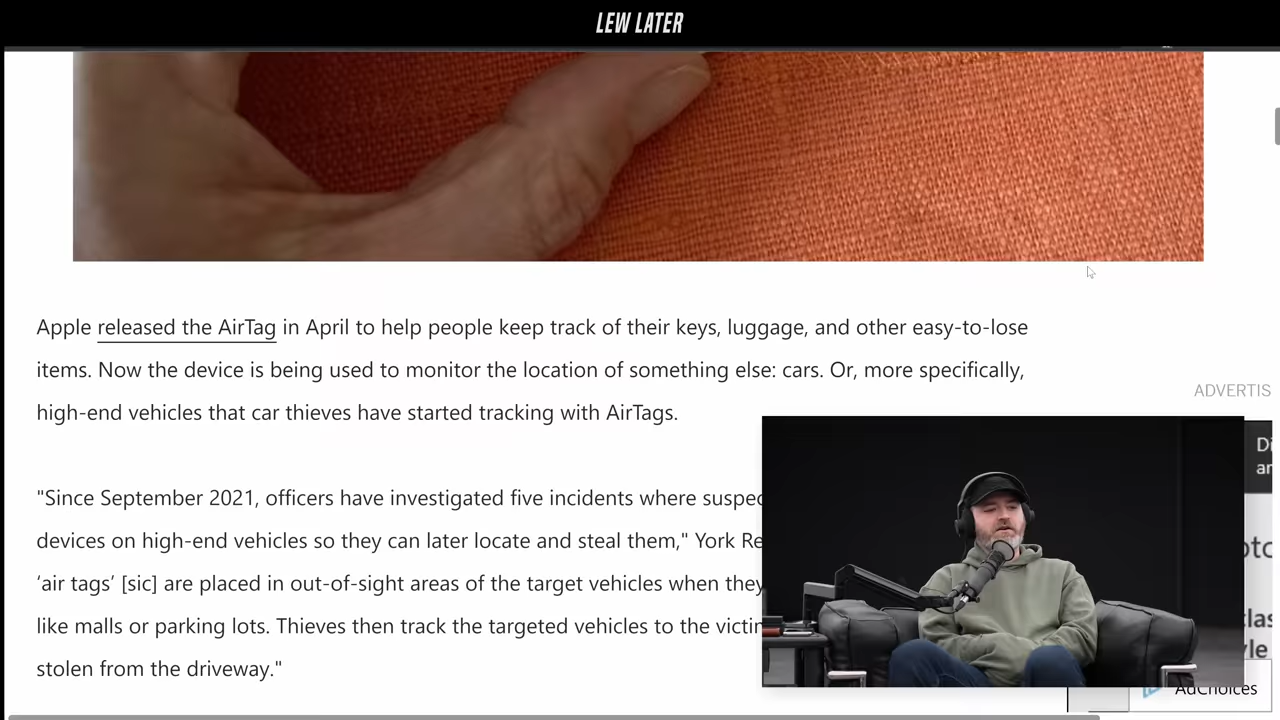 LEW LATER
Apple released the AirTag in April to help people keep track of their keys, luggage, and other easy-to-lose
items. Now the device is being used to monitor the location of something else: cars. Or, more specifically,
high-end vehicles that car thieves have started tracking with AirTags.
ADVERTIS
"Since September 2021, officers have investigated five incidents where suspec
devices on high-end vehicles so they can later locate and steal them," York Re
‘air tags’ [sic] are placed in out-of-sight areas of the target vehicles when they
like malls or parking lots. Thieves then track the targeted vehicles to the victim
stolen from the driveway."
Di
an
AdChoices